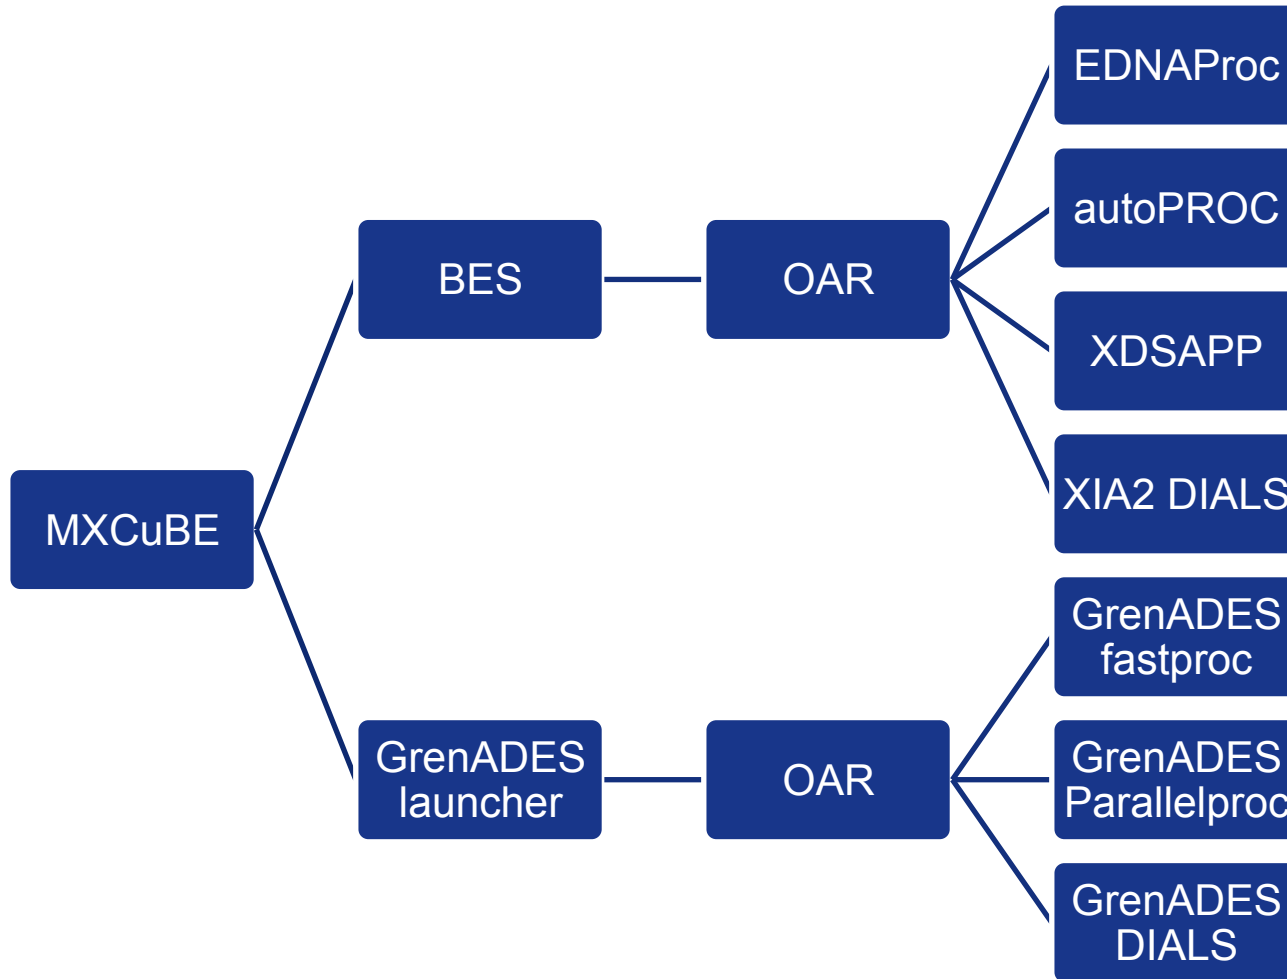 EDNAProc
autoPROC
BES
OAR
XDSAPP
XIA2 DIALS
MXCuBE
GrenADES
fastproc
GrenADES
launcher
OAR
GrenADES
Parallelproc
GrenADES
DIALS